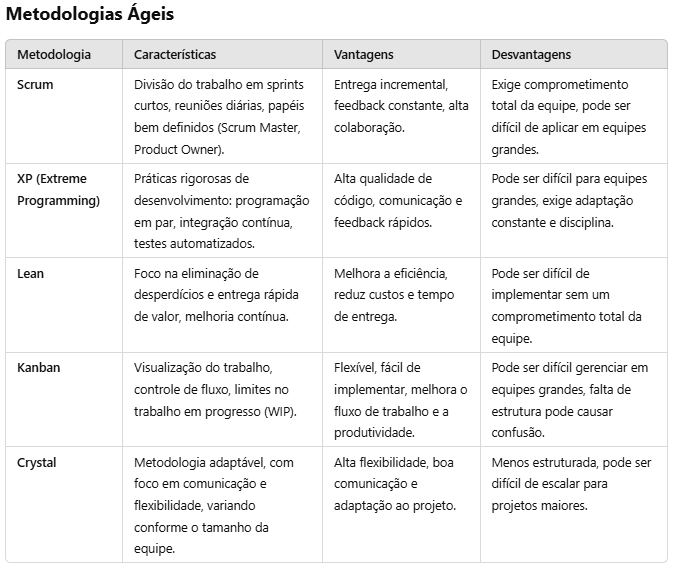 Metodologias Ágeis
Metodologia Características Vantagens Desvantagens
Scrum
Divisão do trabalho em sprints
curtos, reuniões diárias, papéis
bem definidos (Scrum Master,
Product Owner).
Entrega incremental,
feedback constante, alta
colaboração.
Exige comprometimento
total da equipe, pode ser
difícil de aplicar em equipes
grandes.
XP (Extreme
Programming)
Práticas rigorosas de
desenvolvimento: programação
em par, integração contínua,
testes automatizados.
Alta qualidade de
código, comunicação e
feedback rápidos.
Pode ser difícil para equipes
grandes, exige adaptação
constante e disciplina.
Lean
Foco na eliminação de
desperdícios e entrega rápida
de valor, melhoria contínua.
Melhora a eficiência,
reduz custos e tempo
de entrega.
Pode ser difícil de
implementar sem um
comprometimento total da
equipe.
Kanban
Visualização do trabalho,
controle de fluxo, limites no
trabalho em progresso (WIP).
Flexível, fácil de
implementar, melhora o
fluxo de trabalho e a
produtividade.
Pode ser difícil gerenciar em
equipes grandes, falta de
estrutura pode causar
confusão.
Crystal
Metodologia adaptável, com
foco em comunicação e
flexibilidade, variando
conforme o tamanho da
equipe.
Alta flexibilidade, boa
comunicação e
adaptação ao projeto.
Menos estruturada, pode ser
difícil de escalar para
projetos maiores.